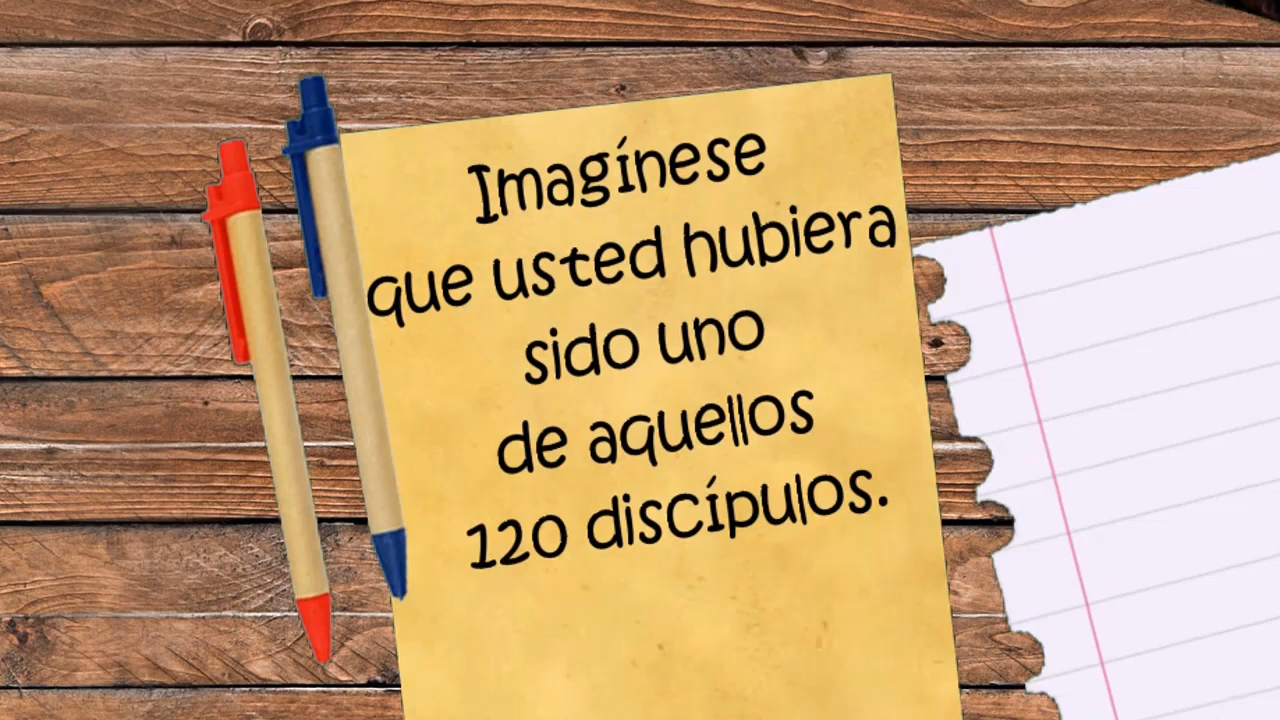 Imagínese
que usted hubiera
sido uno
de aquellos
120 discípulos.